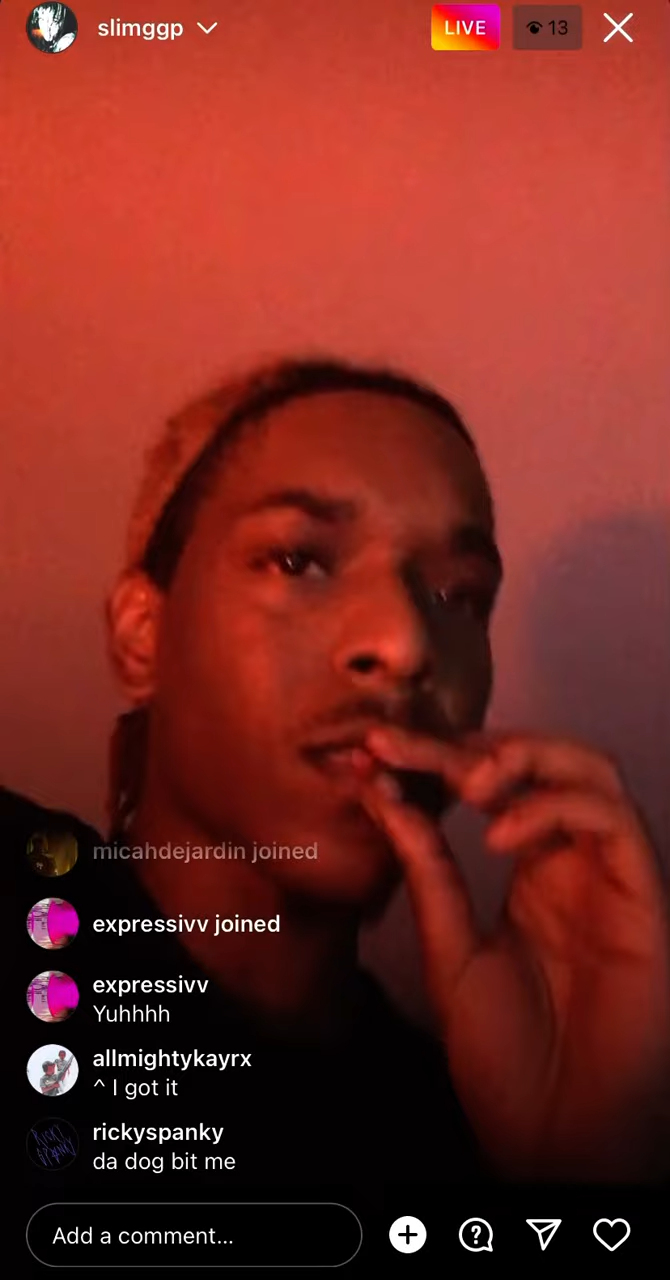 slimggp
LIVE
13
micahdejardin joined
expressivv joined
expressivv
Yuhhhh
allmightykayrx
^ I got it
rickyspanky
da dog bit me
Add a comment...